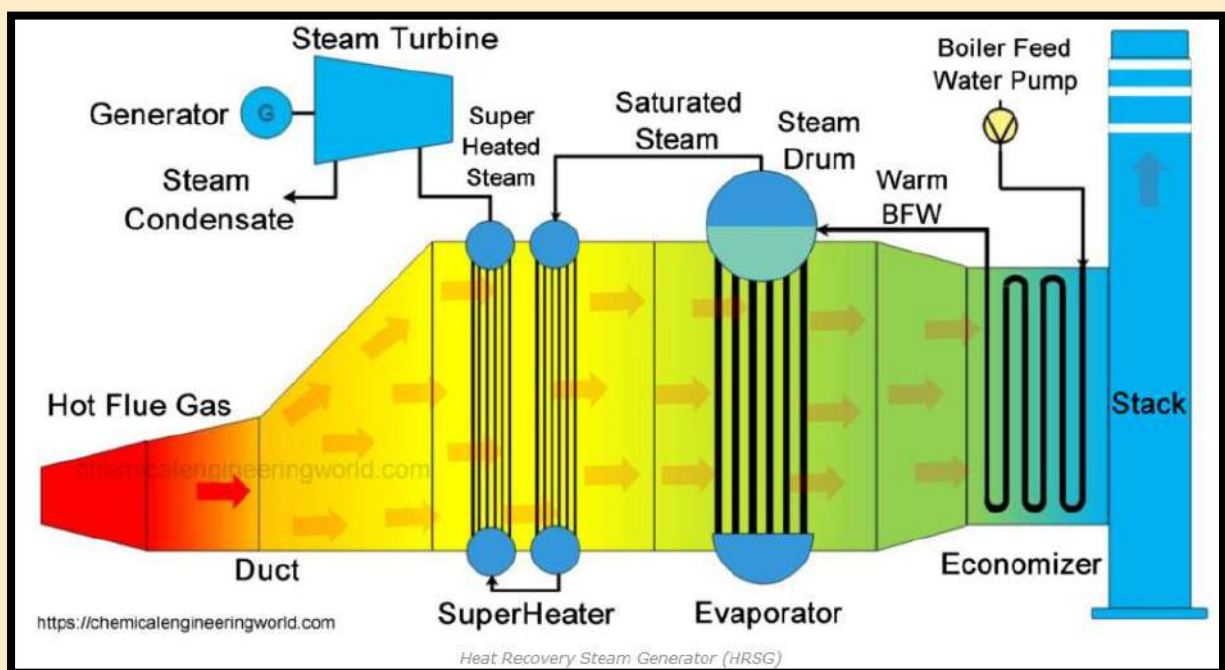 Steam Turbine
Generator
G
Steam
Condensate
Super
Heated
Steam
Saturated
Steam
Steam
Drum
Boiler Feed
Water Pump
Warm
BFW
Hot Flue Gas
chemicalengineeringworld.com
Stack
Duct
SuperHeater
Evaporator
Economizer
https://chemicalengineeringworld.com
Heat Recovery Steam Generator (HRSG)